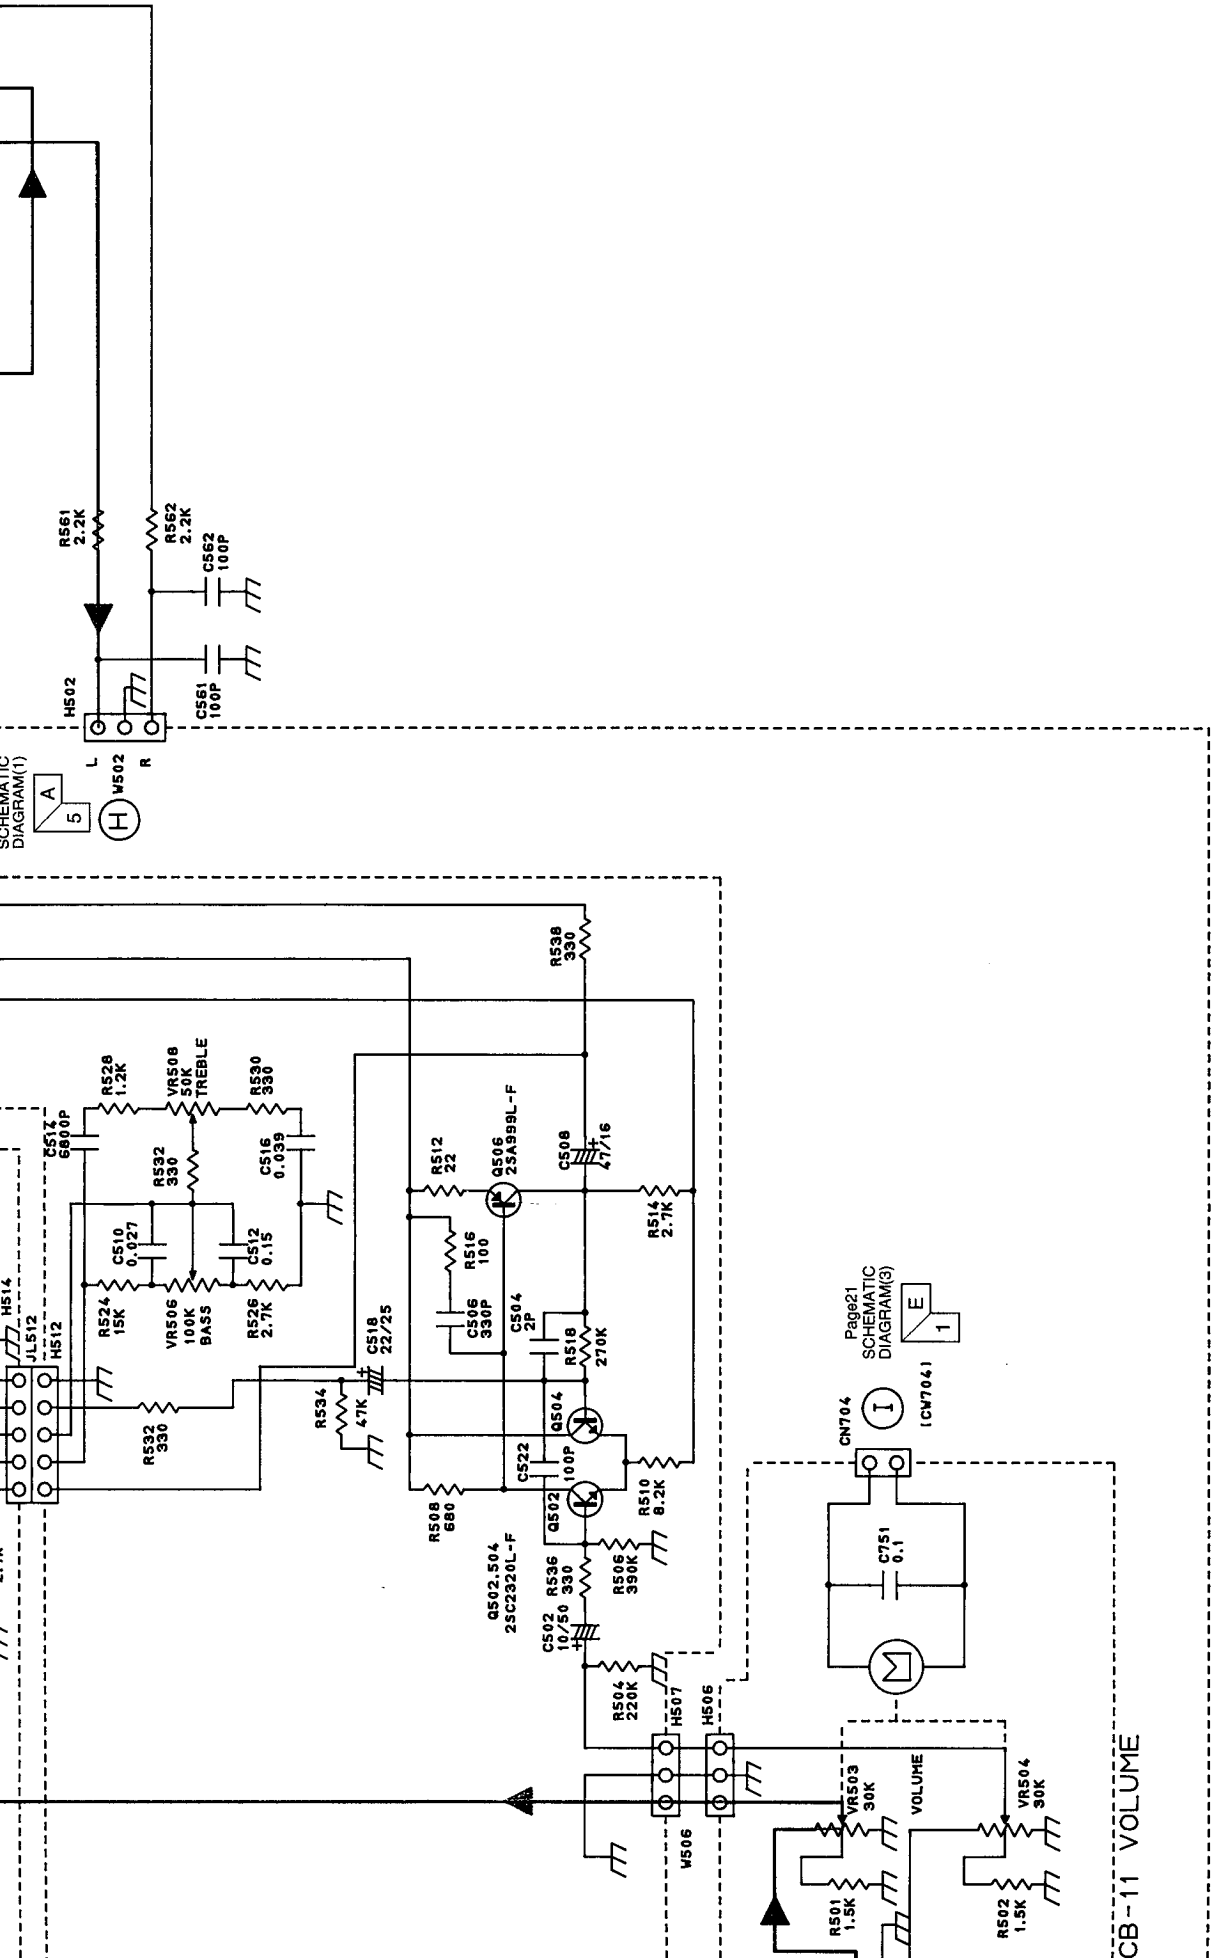 R561
2.2K
R562
2.2K
C562
100P
C561
100P
H502
L
W502
R
SCHEMATIC
DIAGRAM(1)
A
5
H
R538
330
C514
6800P
R528
1.2K
VR508
50K
TREBLE
R530
330
R532
330
C516
0.039
C510
0.027
C512
0.15
R524
15K
VR506
100K
BASS
R526
2.7K
H514
JL512
H512
R512
22
Q506
2SA999L-F
C508
+
47/16
R516
100
R514
2.7K
C506
330P
C504
2P
R518
270K
C518
22/25
+
R534
47K
R532
330
Q504
C522
100P
Q502
R508
680
R510
8.2K
Q502.504
2SC2320L-F
R536
330
R506
390K
C502
10/50
+
R504
220K
H507
H506
W506
Page21
SCHEMATIC
DIAGRAM(3)
E
1
CN704
I
[CW704]
C751
0.1
M
VR503
30K
VOLUME
VR504
30K
R501
1.5K
R502
1.5K
CB-11 VOLUME